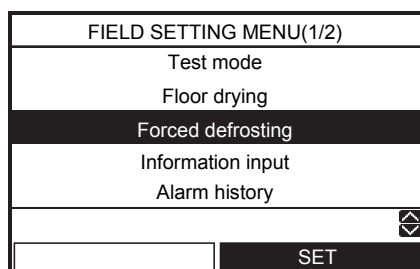 FIELD SETTING MENU(1/2)
Test mode
Floor drying
Forced defrosting
Information input
Alarm history
SET